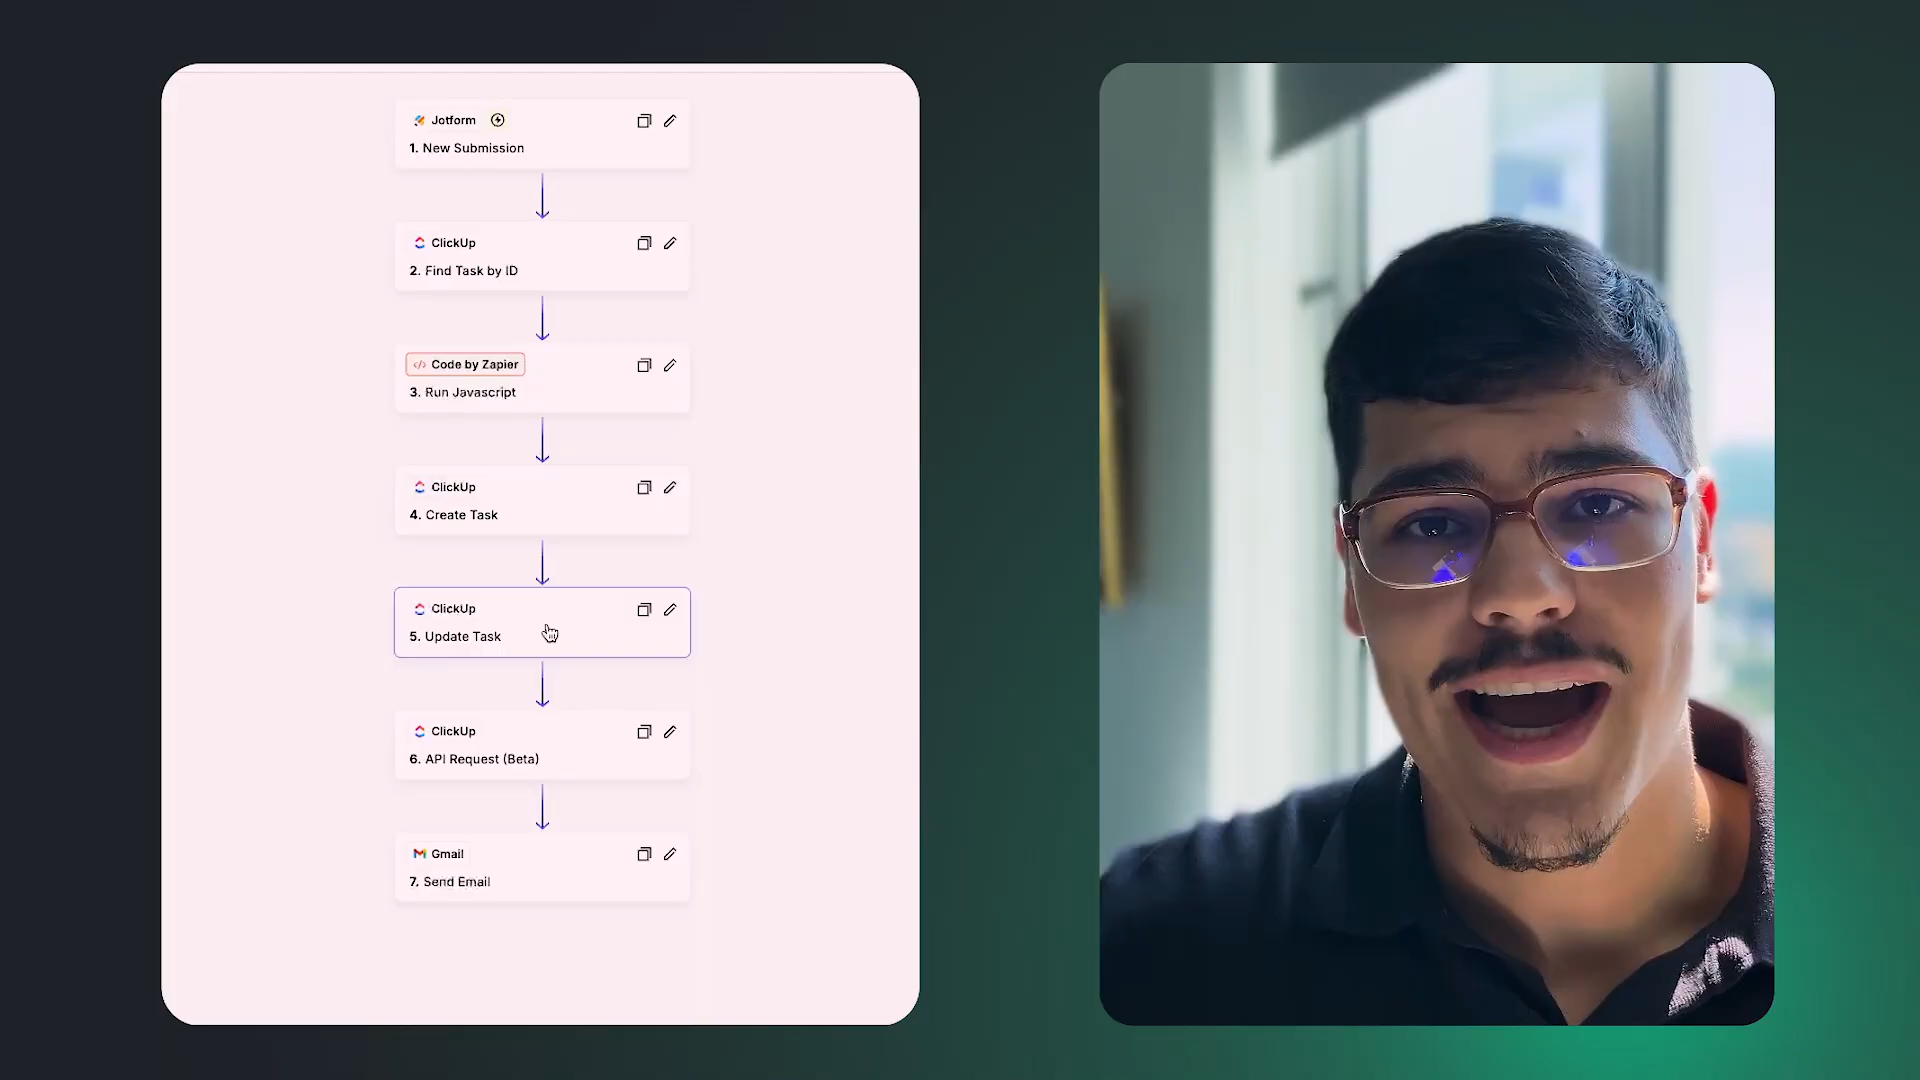 Jotform
1. New Submission
ClickUp
2. Find Task by ID
Code by Zapier
3. Run Javascript
ClickUp
4. Create Task
ClickUp
5. Update Task
ClickUp
6. API Request (Beta)
Gmail
7. Send Email